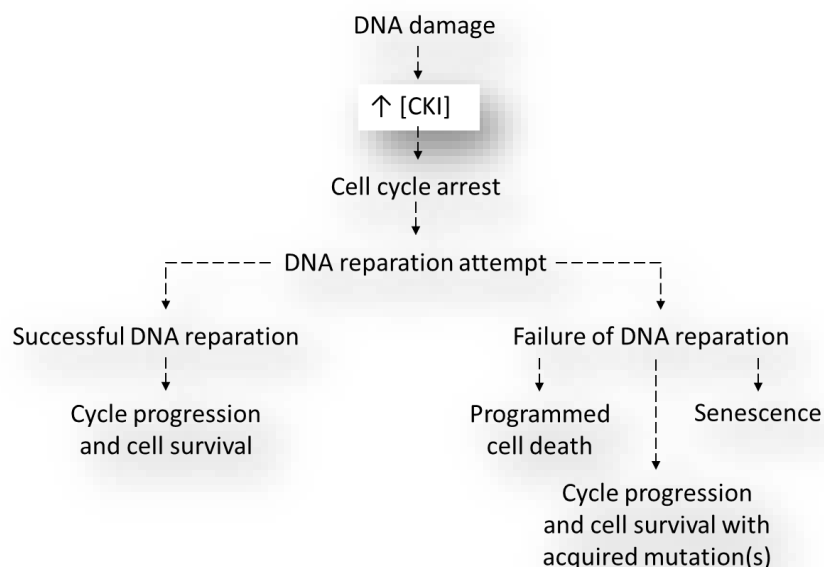 DNA damage
↑ [CKI]
Cell cycle arrest
DNA reparation attempt
Successful DNA reparation
Failure of DNA reparation
Cycle progression
and cell survival
Programmed
cell death
Senescence
Cycle progression
and cell survival with
acquired mutation(s)